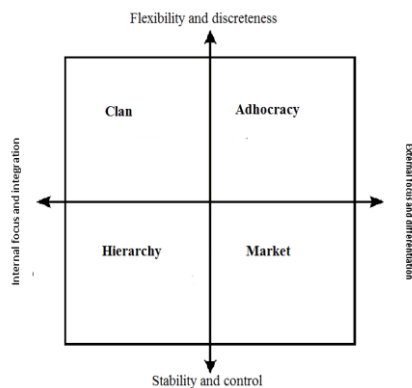 Flexibility and discreteness
Clan
Adhocracy
Internal focus and integration
External focus and differentiation
Hierarchy
Market
Stability and control